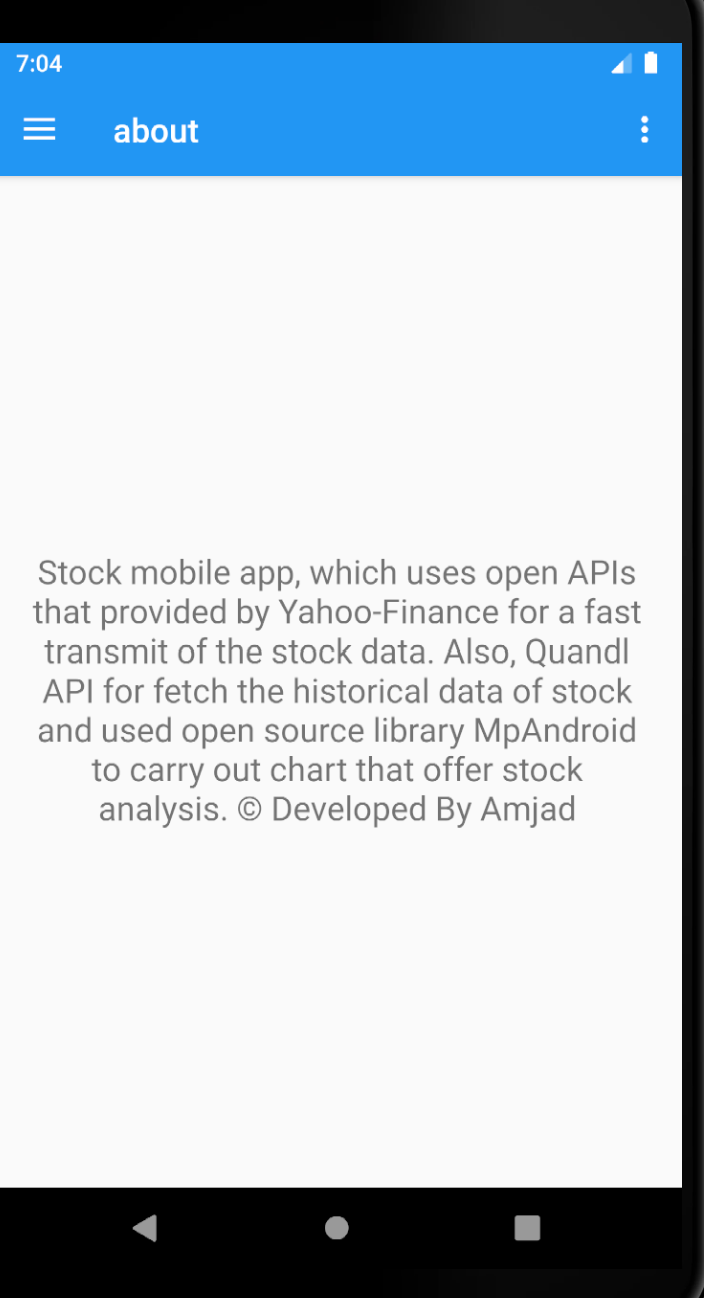 7:04
about
Stock mobile app, which uses open APIs
that provided by Yahoo-Finance for a fast
transmit of the stock data. Also, Quandl
API for fetch the historical data of stock
and used open source library MpAndroid
to carry out chart that offer stock
analysis. © Developed By Amjad